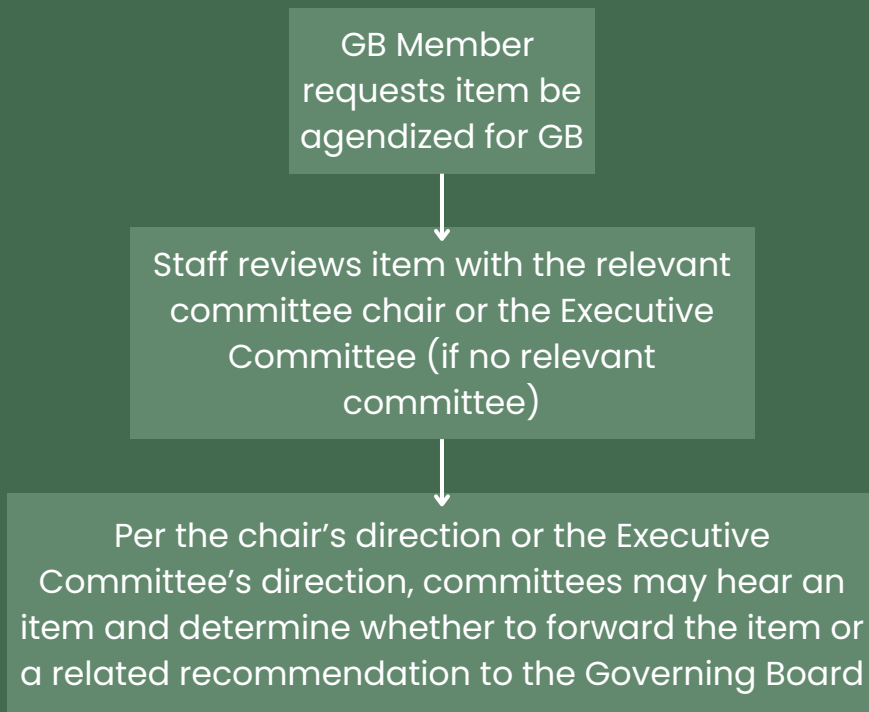 GB Member
requests item be
agendized for GB
Staff reviews item with the relevant
committee chair or the Executive
Committee (if no relevant
committee)
Per the chair’s direction or the Executive
Committee’s direction, committees may hear an
item and determine whether to forward the item or
a related recommendation to the Governing Board